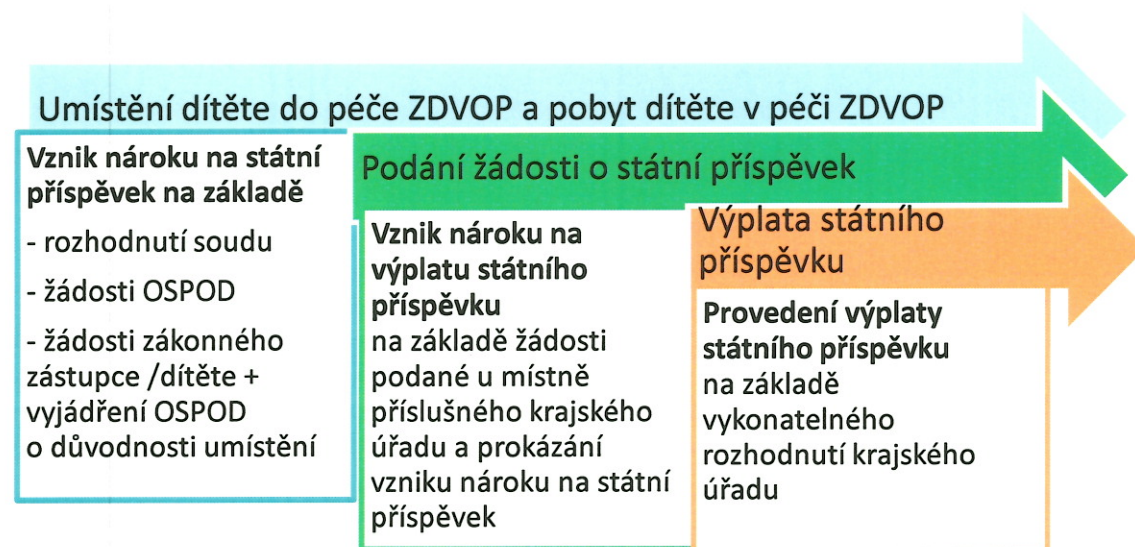 Umístění dítěte do péče ZDVOP a pobyt dítěte v péči ZDVOP
Vznik nároku na státní
příspěvek na základě
- rozhodnutí soudu
- žádosti OSPOD
- žádosti zákonného
zástupce /dítěte +
vyjádření OSPOD
o důvodnosti umístění
Podání žádosti o státní příspěvek
Vznik nároku na
výplatu státního
příspěvku
na základě žádosti
podané u místně
příslušného krajského
úřadu a prokázání
vzniku nároku na státní
příspěvek
Výplata státního
příspěvku
Provedení výplaty
státního příspěvku
na základě
vykonatelného
rozhodnutí krajského
úřadu